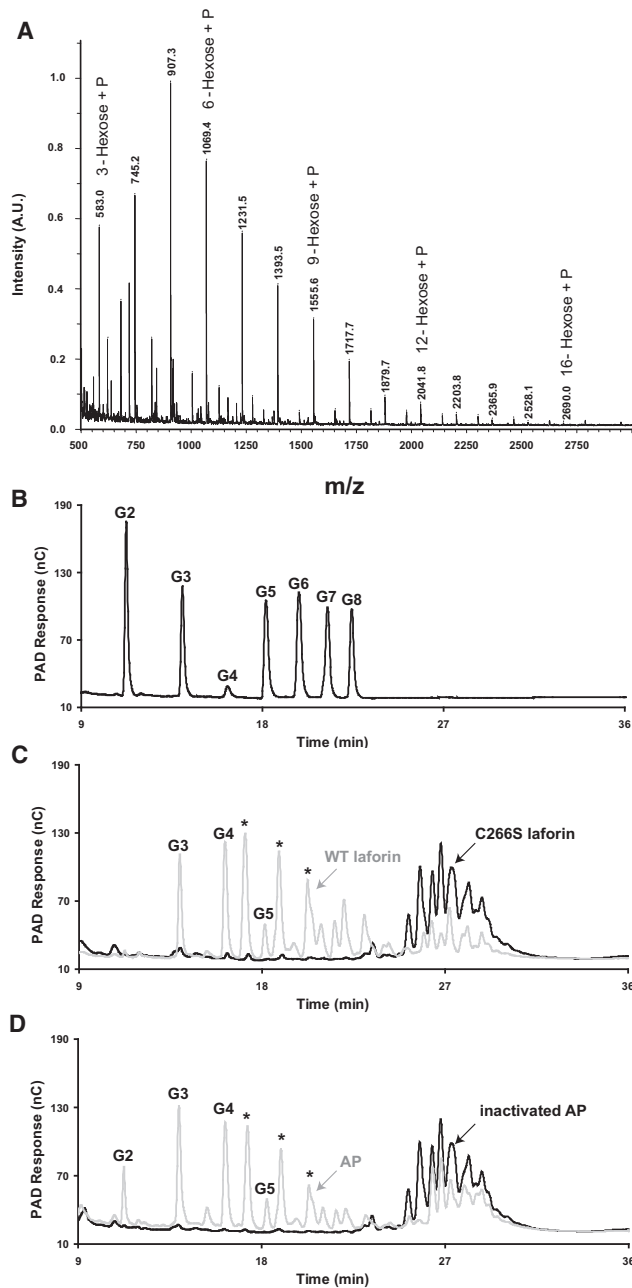 A
3-Hexose + P
6-Hexose + P
9-Hexose + P
12-Hexose + P
16-Hexose + P
583.0
745.2
907.3
1069.4
1231.5
1393.5
1555.6
1717.7
1879.7
2041.8
2203.8
2365.9
2528.1
2690.0
Intensity (A.U.)
1.0
0.8
0.6
0.4
0.2
0.0
500 750 1000 1250 1500 1750 2000 2250 2500 2750
m/z
B
PAD Response (nC)
190
130
70
10
G2
G3
G4
G5
G6
G7
G8
9 18 27 36
Time (min)
C
PAD Response (nC)
190
130
70
10
G3
G4
*
G5
*
*
WT laforin
C266S laforin
9 18 27 36
Time (min)
D
PAD Response (nC)
190
130
70
10
G2
G3
G4
*
G5
*
*
AP
inactivated AP
9 18 27 36
Time (min)